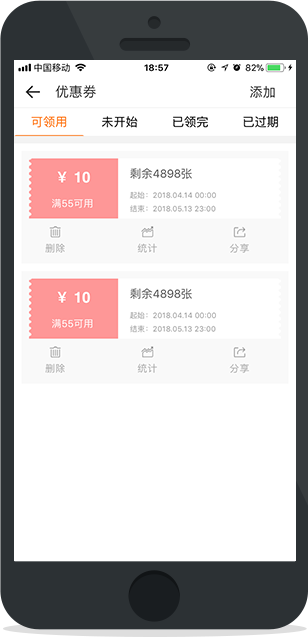 中国移动 18:57 82%
优惠券 添加
可领用 未开始 已领完 已过期
¥ 10
满55可用
剩余4898张
起始：2018.04.14 00:00
结束：2018.05.13 23:00
删除 统计 分享
¥ 10
满55可用
剩余4898张
起始：2018.04.14 00:00
结束：2018.05.13 23:00
删除 统计 分享